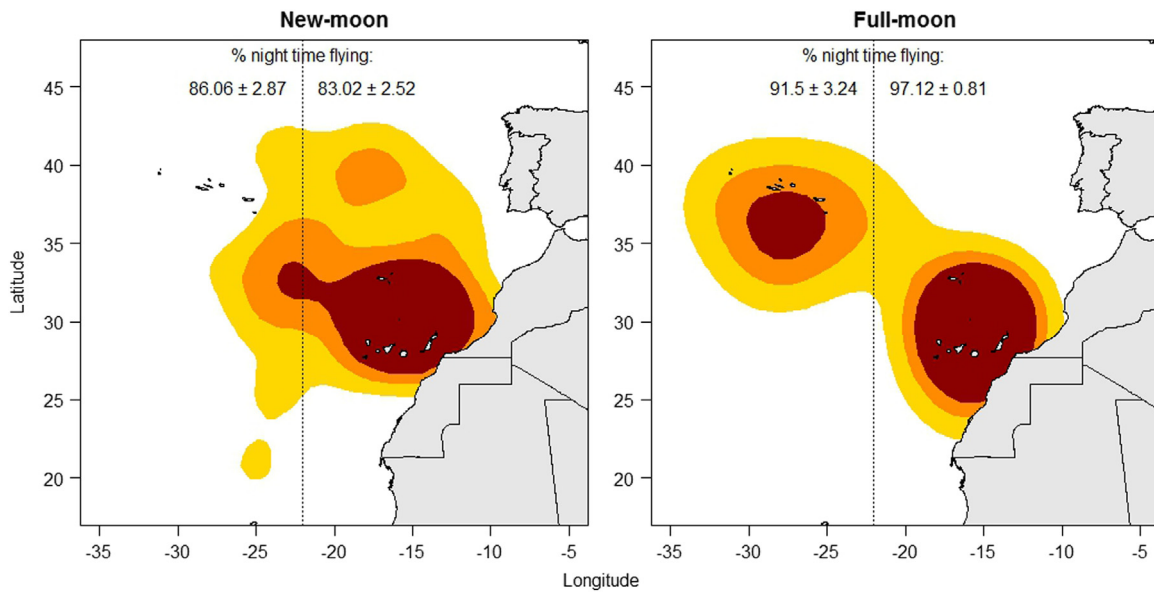 New-moon
Full-moon
% night time flying:
86.06 ± 2.87
83.02 ± 2.52
% night time flying:
91.5 ± 3.24
97.12 ± 0.81
Latitude
45
40
35
30
25
20
45
40
35
30
25
20
-35 -30 -25 -20 -15 -10 -5
-35 -30 -25 -20 -15 -10 -5
Longitude